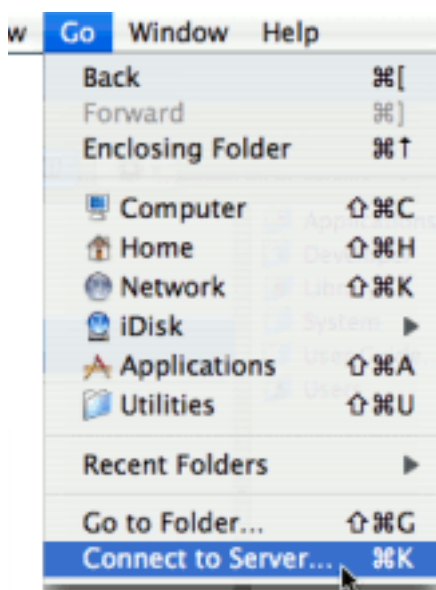 w Go Window Help
Back ⌘[
Forward ⌘]
Enclosing Folder ⌘↑
Computer ⇧⌘C
Home ⇧⌘H
Network ⇧⌘K
iDisk ▶
Applications ⇧⌘A
Utilities ⇧⌘U
Recent Folders ▶
Go to Folder... ⇧⌘G
Connect to Server... ⌘K